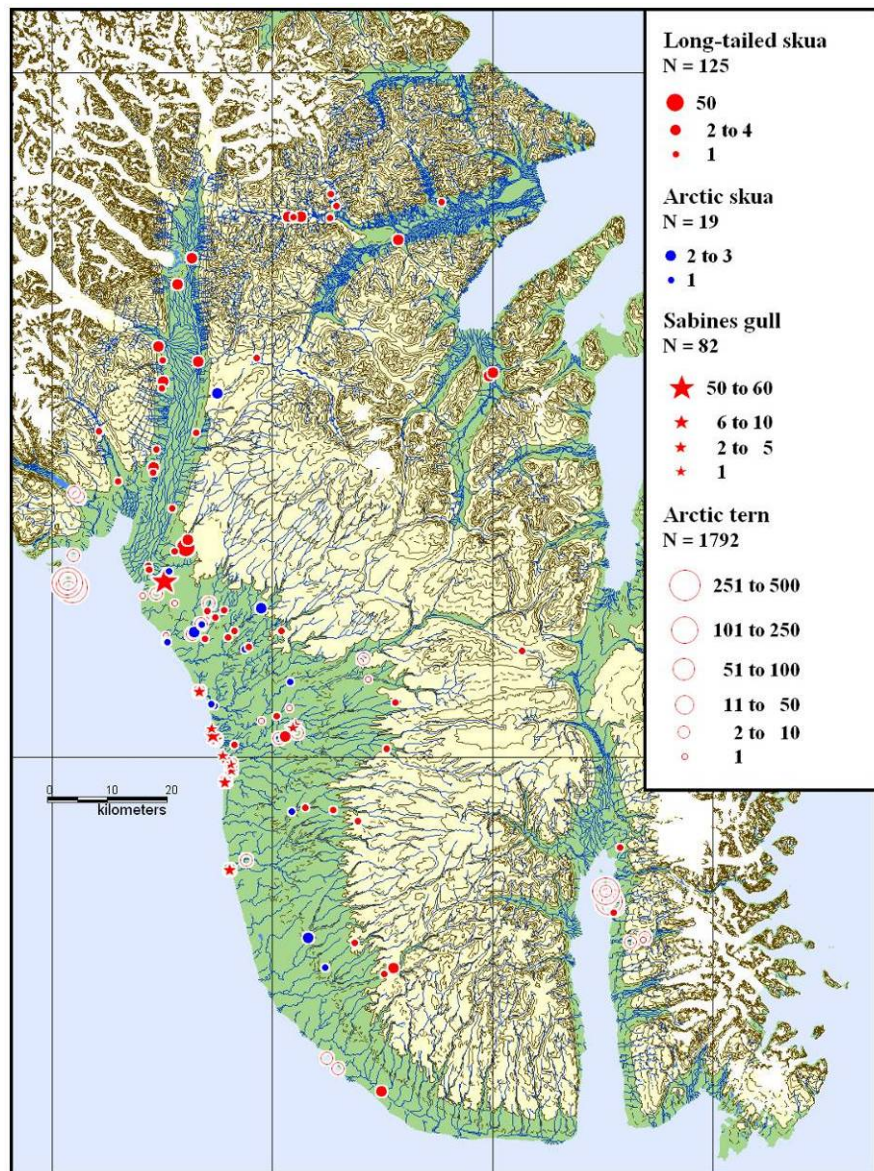 Long-tailed skua
N = 125
50
2 to 4
1
Arctic skua
N = 19
2 to 3
1
Sabines gull
N = 82
50 to 60
6 to 10
2 to 5
1
Arctic tern
N = 1792
251 to 500
101 to 250
51 to 100
11 to 50
2 to 10
1
0 10 20
kilometers